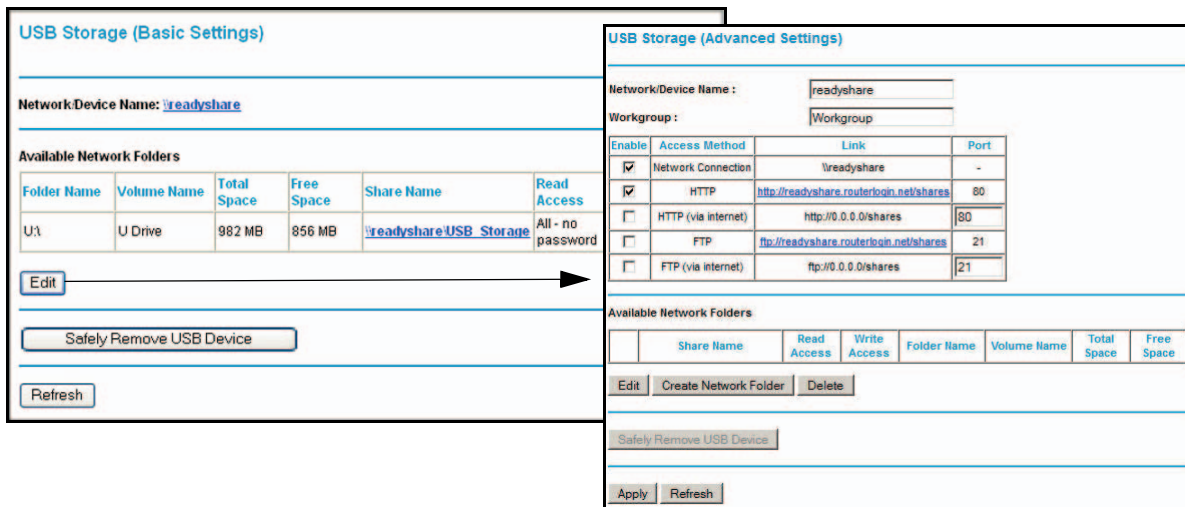 USB Storage (Basic Settings)
Network/Device Name: \\readyshare
Available Network Folders
Folder Name Volume Name Total Space Free Space Share Name Read Access
U:\ U Drive 982 MB 856 MB \\readyshare\USB_Storage All - no password
Edit
Safely Remove USB Device
Refresh
USB Storage (Advanced Settings)
Network/Device Name : readyshare
Workgroup : Workgroup
Enable Access Method Link Port
Network Connection \\readyshare -
HTTP http://readyshare.routerlogin.net/shares 80
HTTP (via internet) http://0.0.0.0/shares 80
FTP ftp://readyshare.routerlogin.net/shares 21
FTP (via internet) ftp://0.0.0.0/shares 21
Available Network Folders
Share Name Read Access Write Access Folder Name Volume Name Total Space Free Space
Edit Create Network Folder Delete
Safely Remove USB Device
Apply Refresh